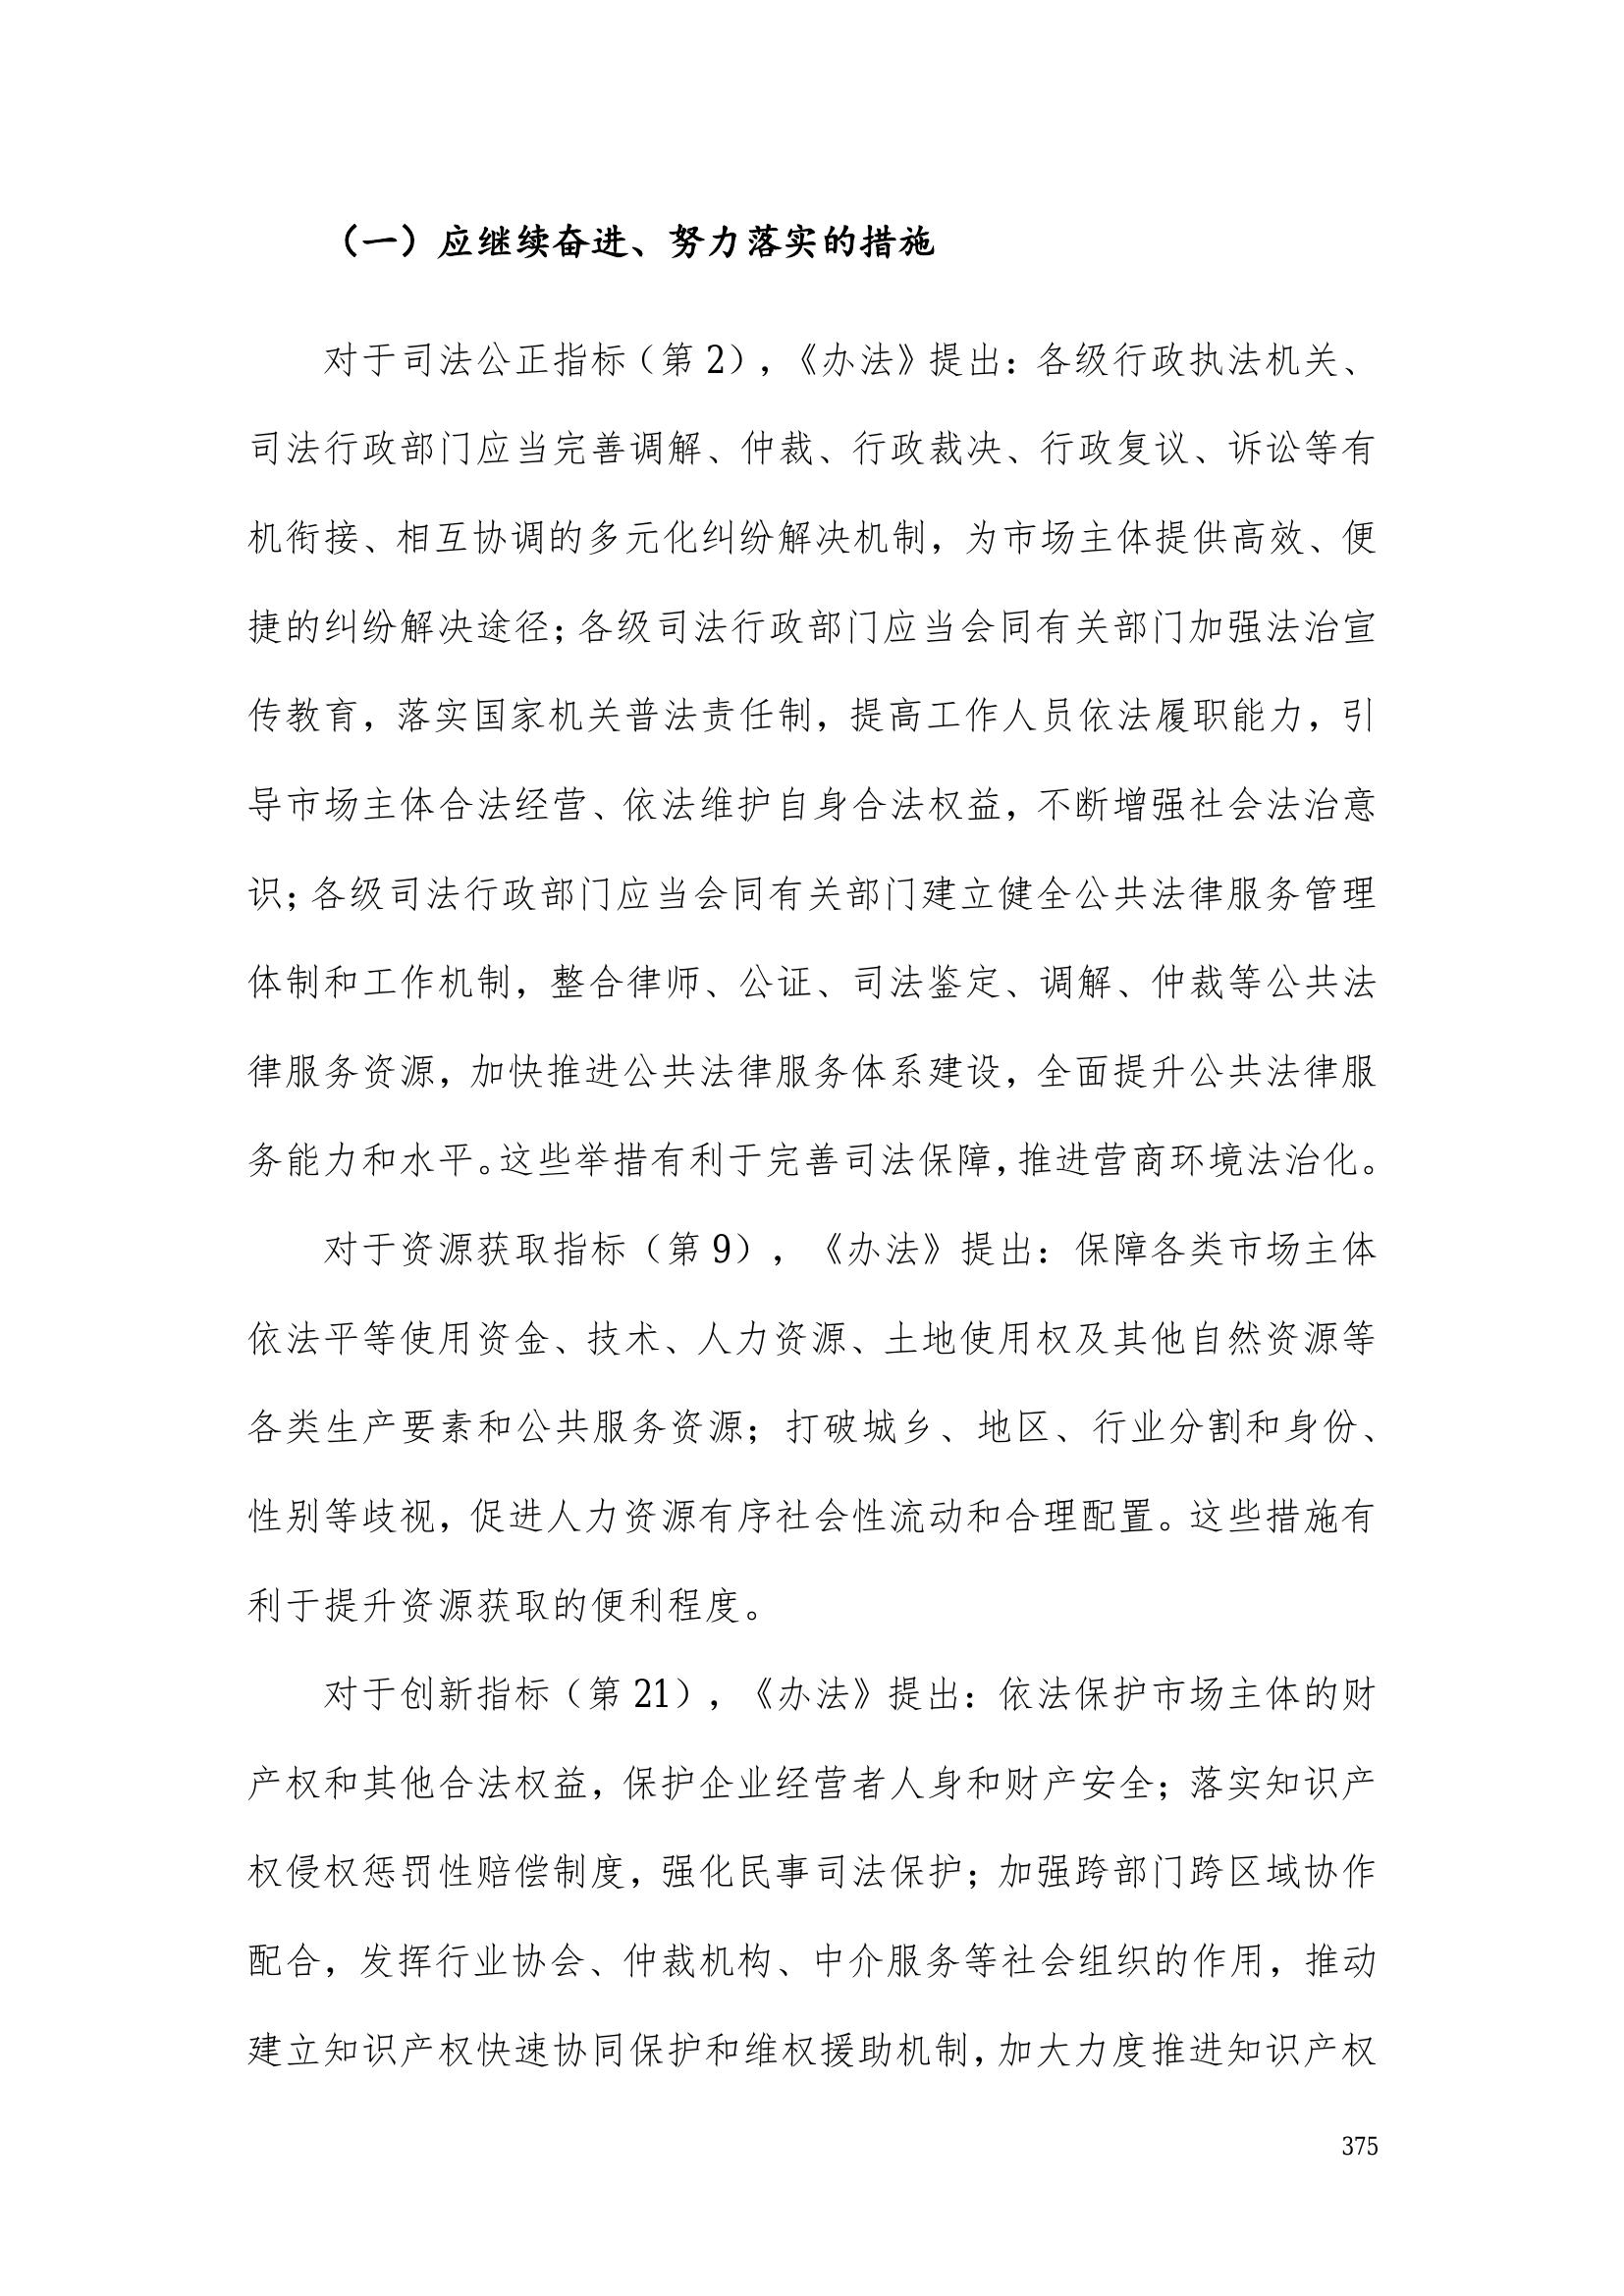 （一）应继续奋进、努力落实的措施
对于司法公正指标（第 2），《办法》提出：各级行政执法机关、
司法行政部门应当完善调解、仲裁、行政裁决、行政复议、诉讼等有
机衔接、相互协调的多元化纠纷解决机制，为市场主体提供高效、便
捷的纠纷解决途径；各级司法行政部门应当会同有关部门加强法治宣
传教育，落实国家机关普法责任制，提高工作人员依法履职能力，引
导市场主体合法经营、依法维护自身合法权益，不断增强社会法治意
识；各级司法行政部门应当会同有关部门建立健全公共法律服务管理
体制和工作机制，整合律师、公证、司法鉴定、调解、仲裁等公共法
律服务资源，加快推进公共法律服务体系建设，全面提升公共法律服
务能力和水平。这些举措有利于完善司法保障，推进营商环境法治化。
对于资源获取指标（第 9），《办法》提出：保障各类市场主体
依法平等使用资金、技术、人力资源、土地使用权及其他自然资源等
各类生产要素和公共服务资源；打破城乡、地区、行业分割和身份、
性别等歧视，促进人力资源有序社会性流动和合理配置。这些措施有
利于提升资源获取的便利程度。
对于创新指标（第 21），《办法》提出：依法保护市场主体的财
产权和其他合法权益，保护企业经营者人身和财产安全；落实知识产
权侵权惩罚性赔偿制度，强化民事司法保护；加强跨部门跨区域协作
配合，发挥行业协会、仲裁机构、中介服务等社会组织的作用，推动
建立知识产权快速协同保护和维权援助机制，加大力度推进知识产权
375